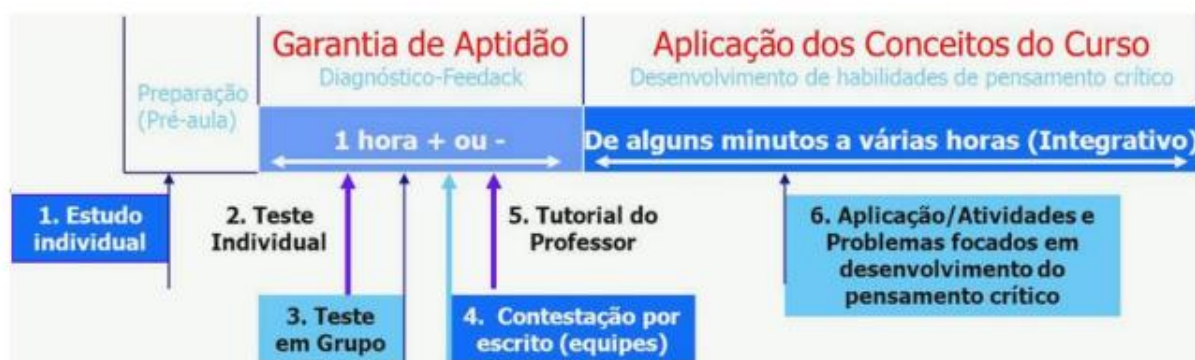 Garantia de Aptidão
Diagnóstico-Feedack
Aplicação dos Conceitos do Curso
Desenvolvimento de habilidades de pensamento crítico
Preparação
(Pré-aula)
1 hora + ou -
De alguns minutos a várias horas (Integrativo)
1. Estudo
individual
2. Teste
Individual
3. Teste
em Grupo
4. Contestação por
escrito (equipes)
5. Tutorial do
Professor
6. Aplicação/Atividades e
Problemas focados em
desenvolvimento do
pensamento crítico